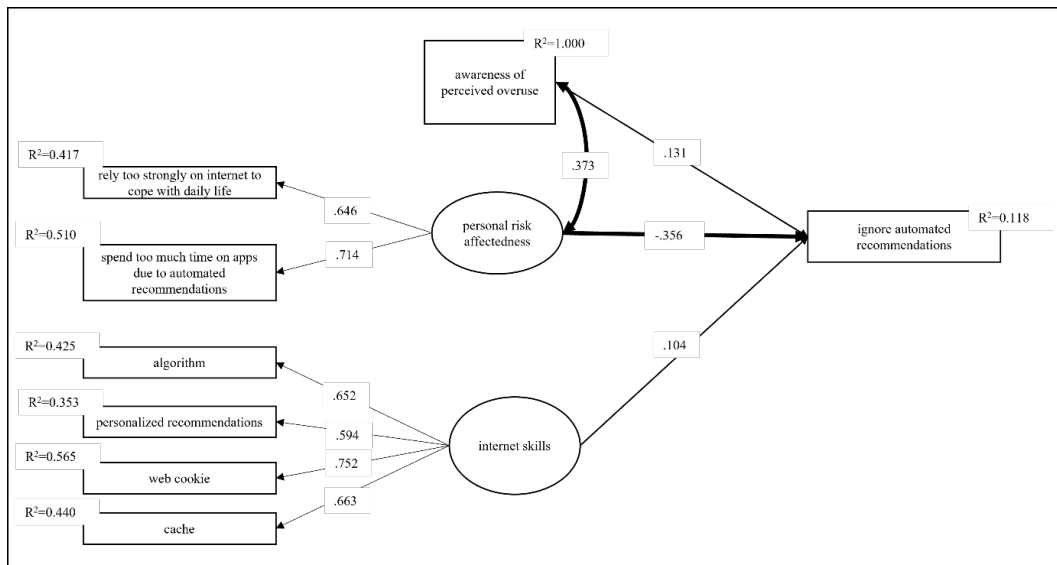 R²=1.000
awareness of
perceived overuse
.373
.131
R²=0.417
rely too strongly on internet to
cope with daily life
.646
R²=0.510
spend too much time on apps
due to automated
recommendations
.714
personal risk
affectedness
-.356
R²=0.118
ignore automated
recommendations
R²=0.425
algorithm
.652
R²=0.353
personalized recommendations
.594
R²=0.565
web cookie
.752
R²=0.440
cache
.663
internet skills
.104